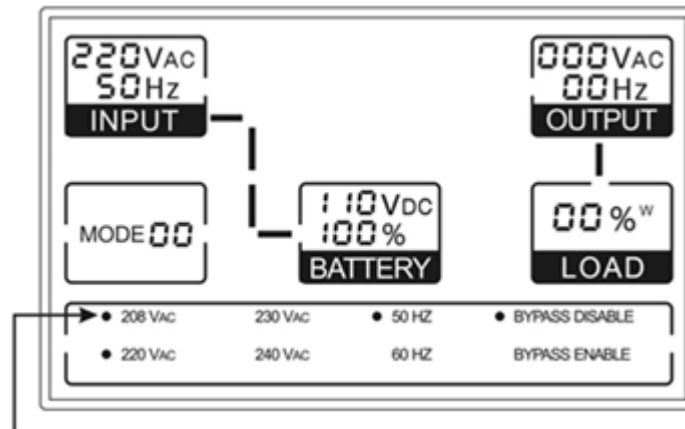 220VAC
50Hz
INPUT
000VAC
00Hz
OUTPUT
MODE 00
110VDC
100%
BATTERY
00%W
LOAD
• 208 VAC 230 VAC • 50 HZ • BYPASS DISABLE
• 220 VAC 240 VAC 60 HZ BYPASS ENABLE